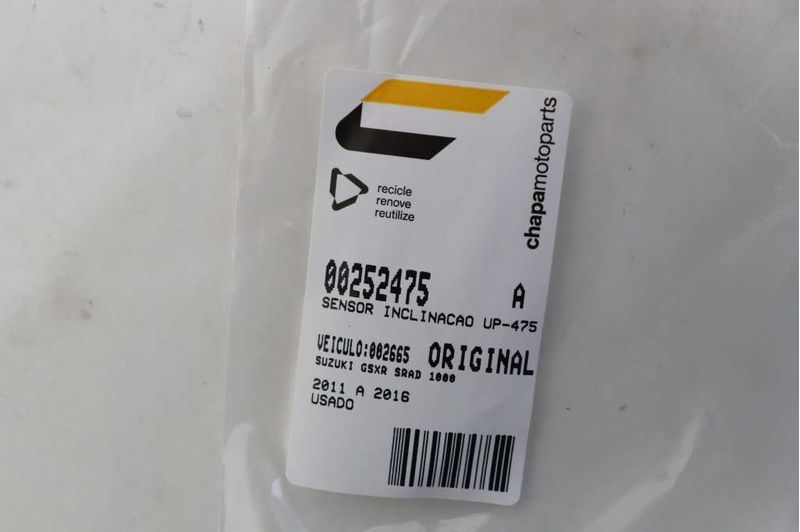 chapamotoparts
recicle
renove
reutilize
00252475 A
SENSOR INCLINACAO UP-475
VEICULO:002665 ORIGINAL
SUZUKI GSXR SRAD 1000
2011 A 2016
USADO